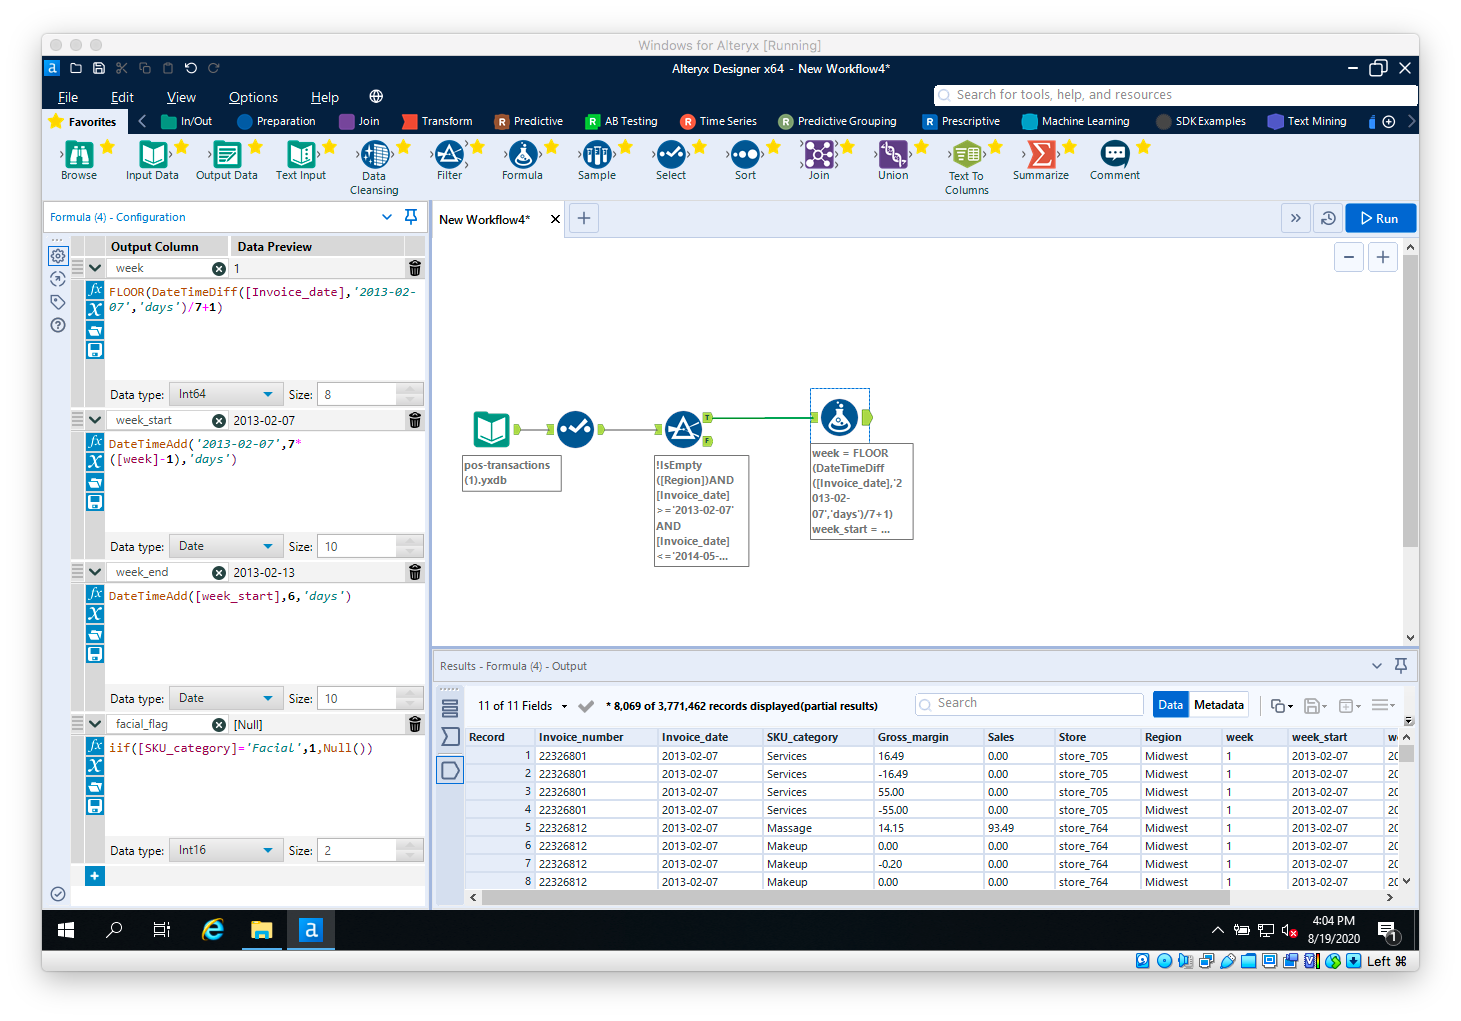 Windows for Alteryx [Running]
Alteryx Designer x64 - New Workflow4*
File Edit View Options Help
Search for tools, help, and resources
Favorites In/Out Preparation Join Transform Predictive AB Testing Time Series Predictive Grouping Prescriptive Machine Learning SDK Examples Text Mining
Browse Input Data Output Data Text Input Data Cleansing Filter Formula Sample Select Sort Join Union Text To Columns Summarize Comment
Formula (4) - Configuration
New Workflow4*
Run
Output Column Data Preview
week 1
FLOOR(DateTimeDiff([Invoice_date],'2013-02-
07','days')/7+1)
Data type: Int64 Size: 8
week_start 2013-02-07
DateTimeAdd('2013-02-07',7*
([week]-1),'days')
Data type: Date Size: 10
week_end 2013-02-13
DateTimeAdd([week_start],6,'days')
Data type: Date Size: 10
facial_flag [Null]
iif([SKU_category]='Facial',1,Null())
Data type: Int16 Size: 2
pos-transactions
(1).yxdb
T
F
!IsEmpty
([Region])AND
[Invoice_date]
>='2013-02-07'
AND
[Invoice_date]
<='2014-05-...
week = FLOOR
(DateTimeDiff
([Invoice_date],'2
013-02-
07','days')/7+1)
week_start = ...
Results - Formula (4) - Output
11 of 11 Fields * 8,069 of 3,771,462 records displayed(partial results) Search Data Metadata
Record Invoice_number Invoice_date SKU_category Gross_margin Sales Store Region week week_start
1 22326801 2013-02-07 Services 16.49 0.00 store_705 Midwest 1 2013-02-07 20
2 22326801 2013-02-07 Services -16.49 0.00 store_705 Midwest 1 2013-02-07 20
3 22326801 2013-02-07 Services 55.00 0.00 store_705 Midwest 1 2013-02-07 20
4 22326801 2013-02-07 Services -55.00 0.00 store_705 Midwest 1 2013-02-07 20
5 22326812 2013-02-07 Massage 14.15 93.49 store_764 Midwest 1 2013-02-07 20
6 22326812 2013-02-07 Makeup 0.00 0.00 store_764 Midwest 1 2013-02-07 20
7 22326812 2013-02-07 Makeup -0.20 0.00 store_764 Midwest 1 2013-02-07 20
8 22326812 2013-02-07 Makeup 0.00 0.00 store_764 Midwest 1 2013-02-07 20
4:04 PM
8/19/2020
1
Left ⌘